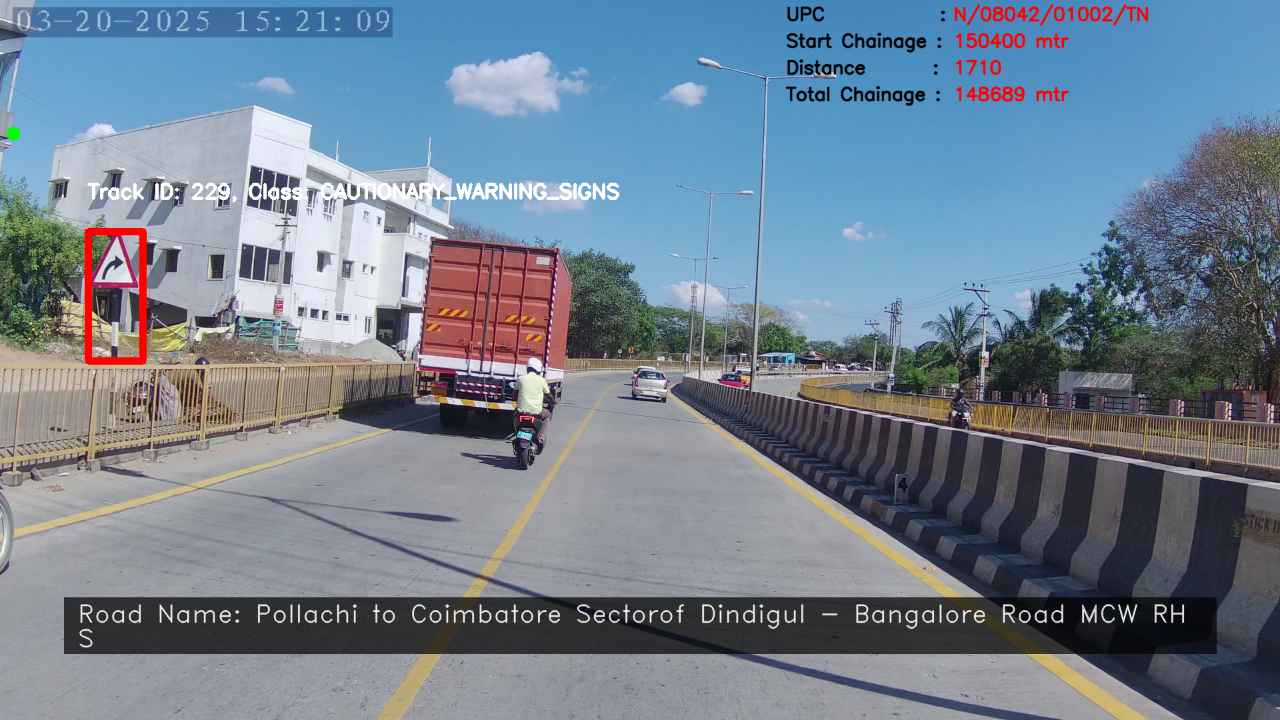 03-20-2025 15:21:09
UPC : N/08042/01002/TN
Start Chainage : 150400 mtr
Distance : 1710
Total Chainage : 148689 mtr
Track ID: 229, Class: CAUTIONARY_WARNING_SIGNS
4
Road Name: Pollachi to Coimbatore Sectorof Dindigul - Bangalore Road MCW RH
S